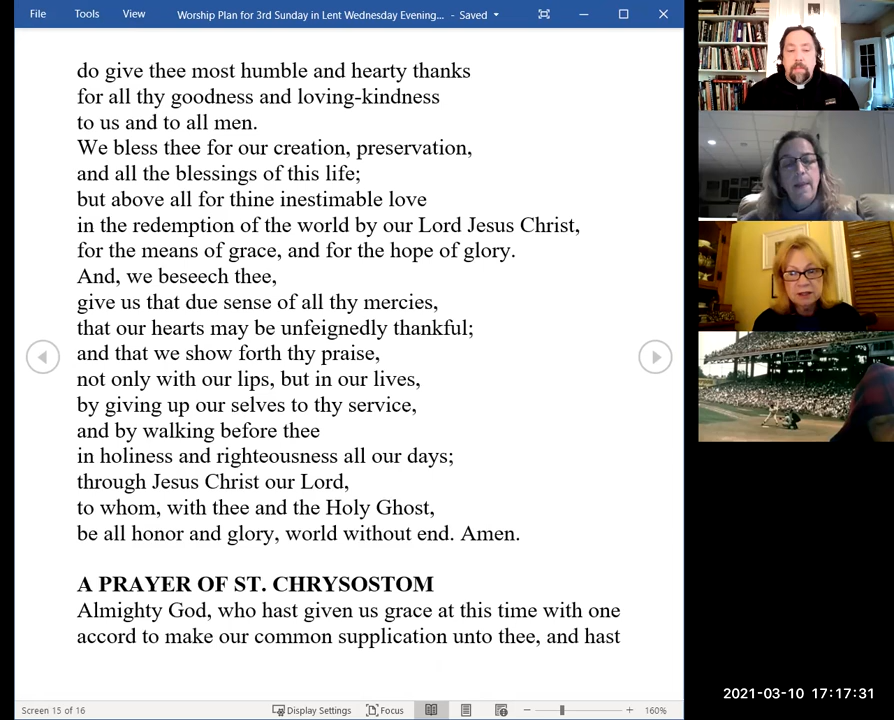 File Tools Worship Plan for 3rd Sunday in Lent Wednesday Evening... - Saved
do give thee most humble and hearty thanks
for all thy goodness and loving-kindness
to us and to all men.
We bless thee for our creation, preservation,
and all the blessings of this life;
but above all for thine inestimable love
in the redemption of the world by our Lord Jesus Christ,
for the means of grace, and for the hope of glory.
And, we beseech thee,
give us that due sense of all thy mercies,
that our hearts may be unfeignedly thankful;
and that we show forth thy praise,
not only with our lips, but in our lives,
by giving up our selves to thy service,
and by walking before thee
in holiness and righteousness all our days;
through Jesus Christ our Lord,
to whom, with thee and the Holy Ghost,
be all honor and glory, world without end. Amen.
A PRAYER OF ST. CHRYSOSTOM
Almighty God, who hast given us grace at this time with one
accord to make our common supplication unto thee, and hast
2021-03-10 17:17:31
Screen 15 of 16 Display Settings Focus 160%